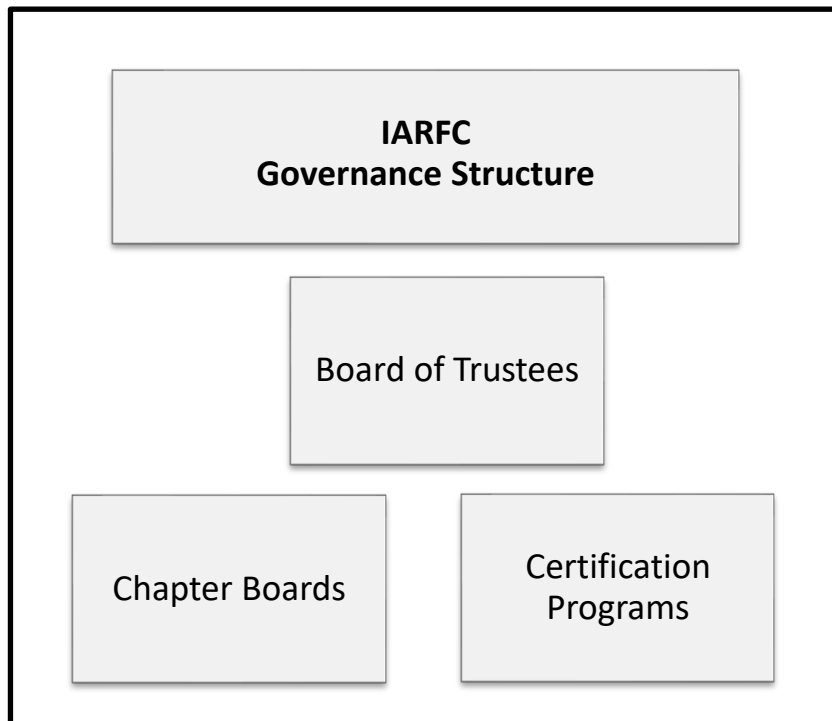 IARFC
Governance Structure
Board of Trustees
Chapter Boards
Certification
Programs